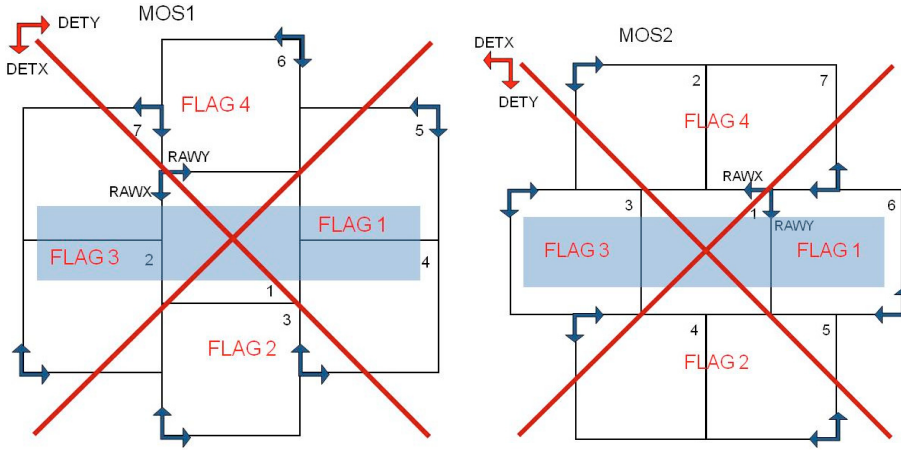 MOS1
DETY
DETX
6
FLAG 4
7
5
RAWY
RAWX
FLAG 1
FLAG 3
2
4
1
3
FLAG 2
MOS2
DETX
DETY
2
7
FLAG 4
RAWX
3
1
6
RAWY
FLAG 3
FLAG 1
4
5
FLAG 2